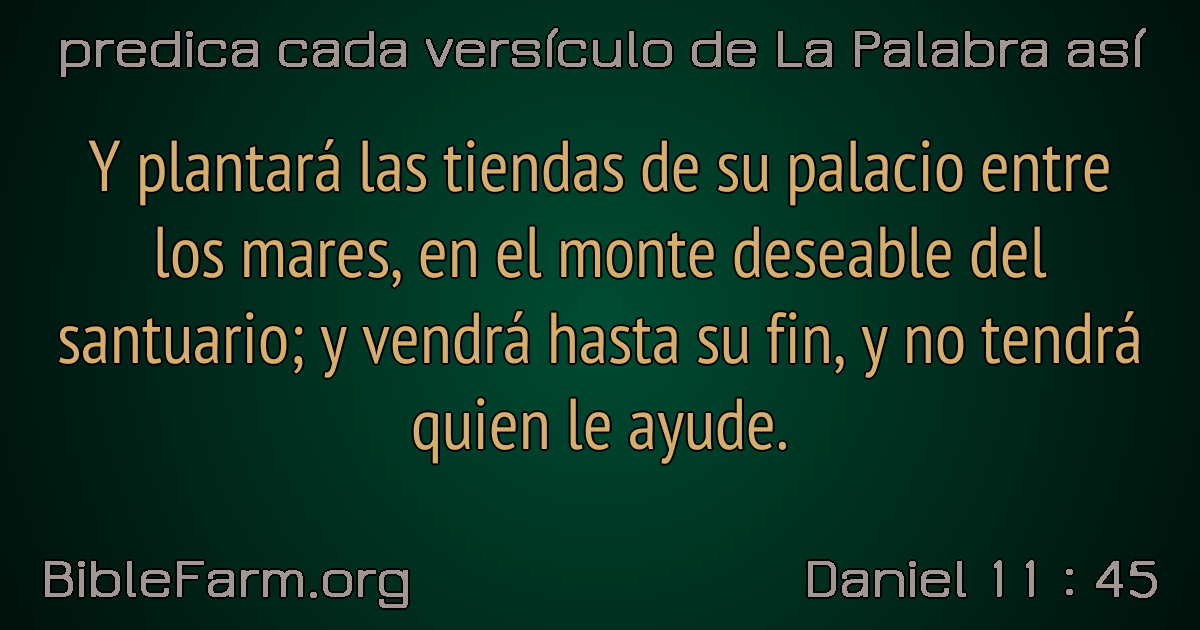 predica cada versículo de La Palabra así
Y plantará las tiendas de su palacio entre
los mares, en el monte deseable del
santuario; y vendrá hasta su fin, y no tendrá
quien le ayude.
BibleFarm.org
Daniel 11 : 45